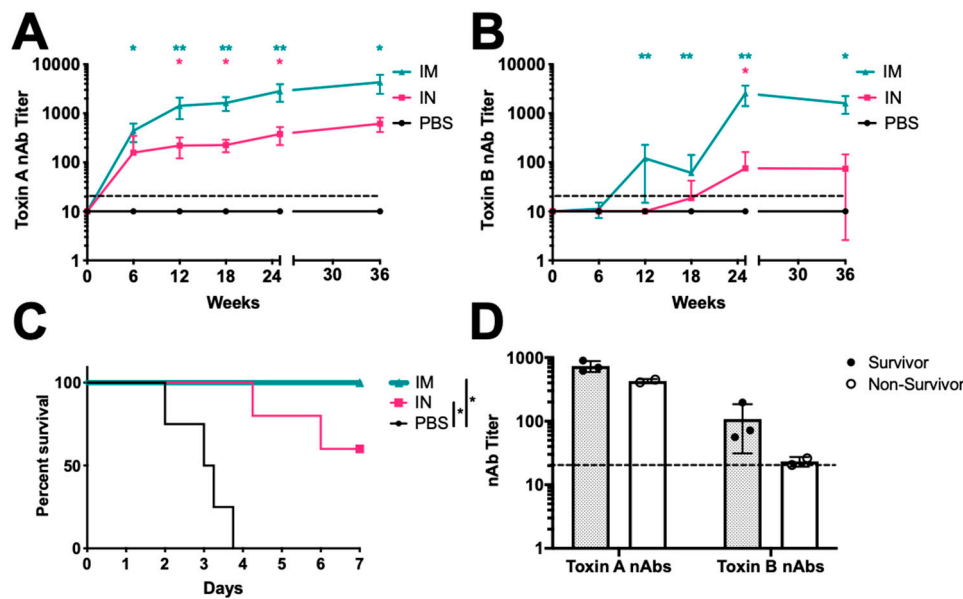 A
* ** ** ** *
* * *
Toxin A nAb Titer
10000
1000
100
10
1
0 6 12 18 24 30 36
Weeks
IM
IN
PBS
B
** ** ** *
*
Toxin B nAb Titer
10000
1000
100
10
1
0 6 12 18 24 30 36
Weeks
IM
IN
PBS
C
Percent survival
100
50
0
0 1 2 3 4 5 6 7
Days
IM
IN
PBS
* *
D
nAb Titer
1000
100
10
1
Toxin A nAbs Toxin B nAbs
Survivor
Non-Survivor